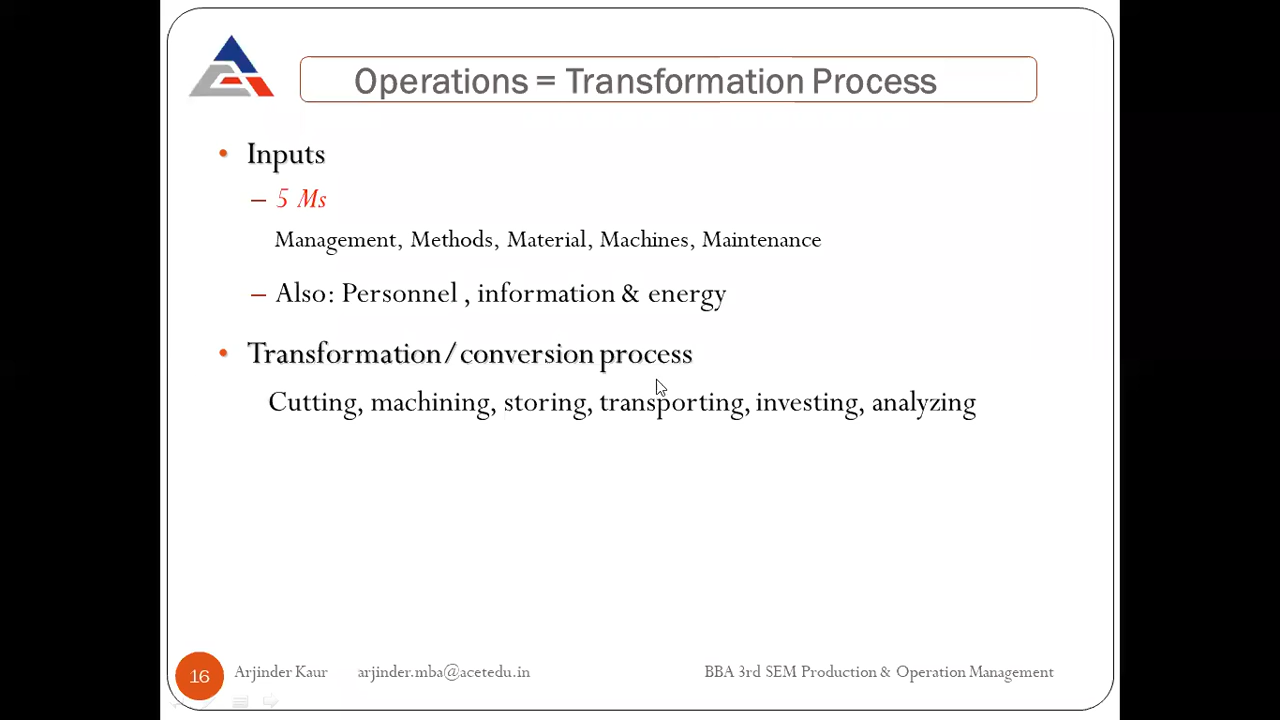 Operations = Transformation Process
• Inputs
– 5 Ms
Management, Methods, Material, Machines, Maintenance
– Also: Personnel , information & energy
• Transformation/conversion process
Cutting, machining, storing, transporting, investing, analyzing
16 Arjinder Kaur arjinder.mba@acetedu.in BBA 3rd SEM Production & Operation Management